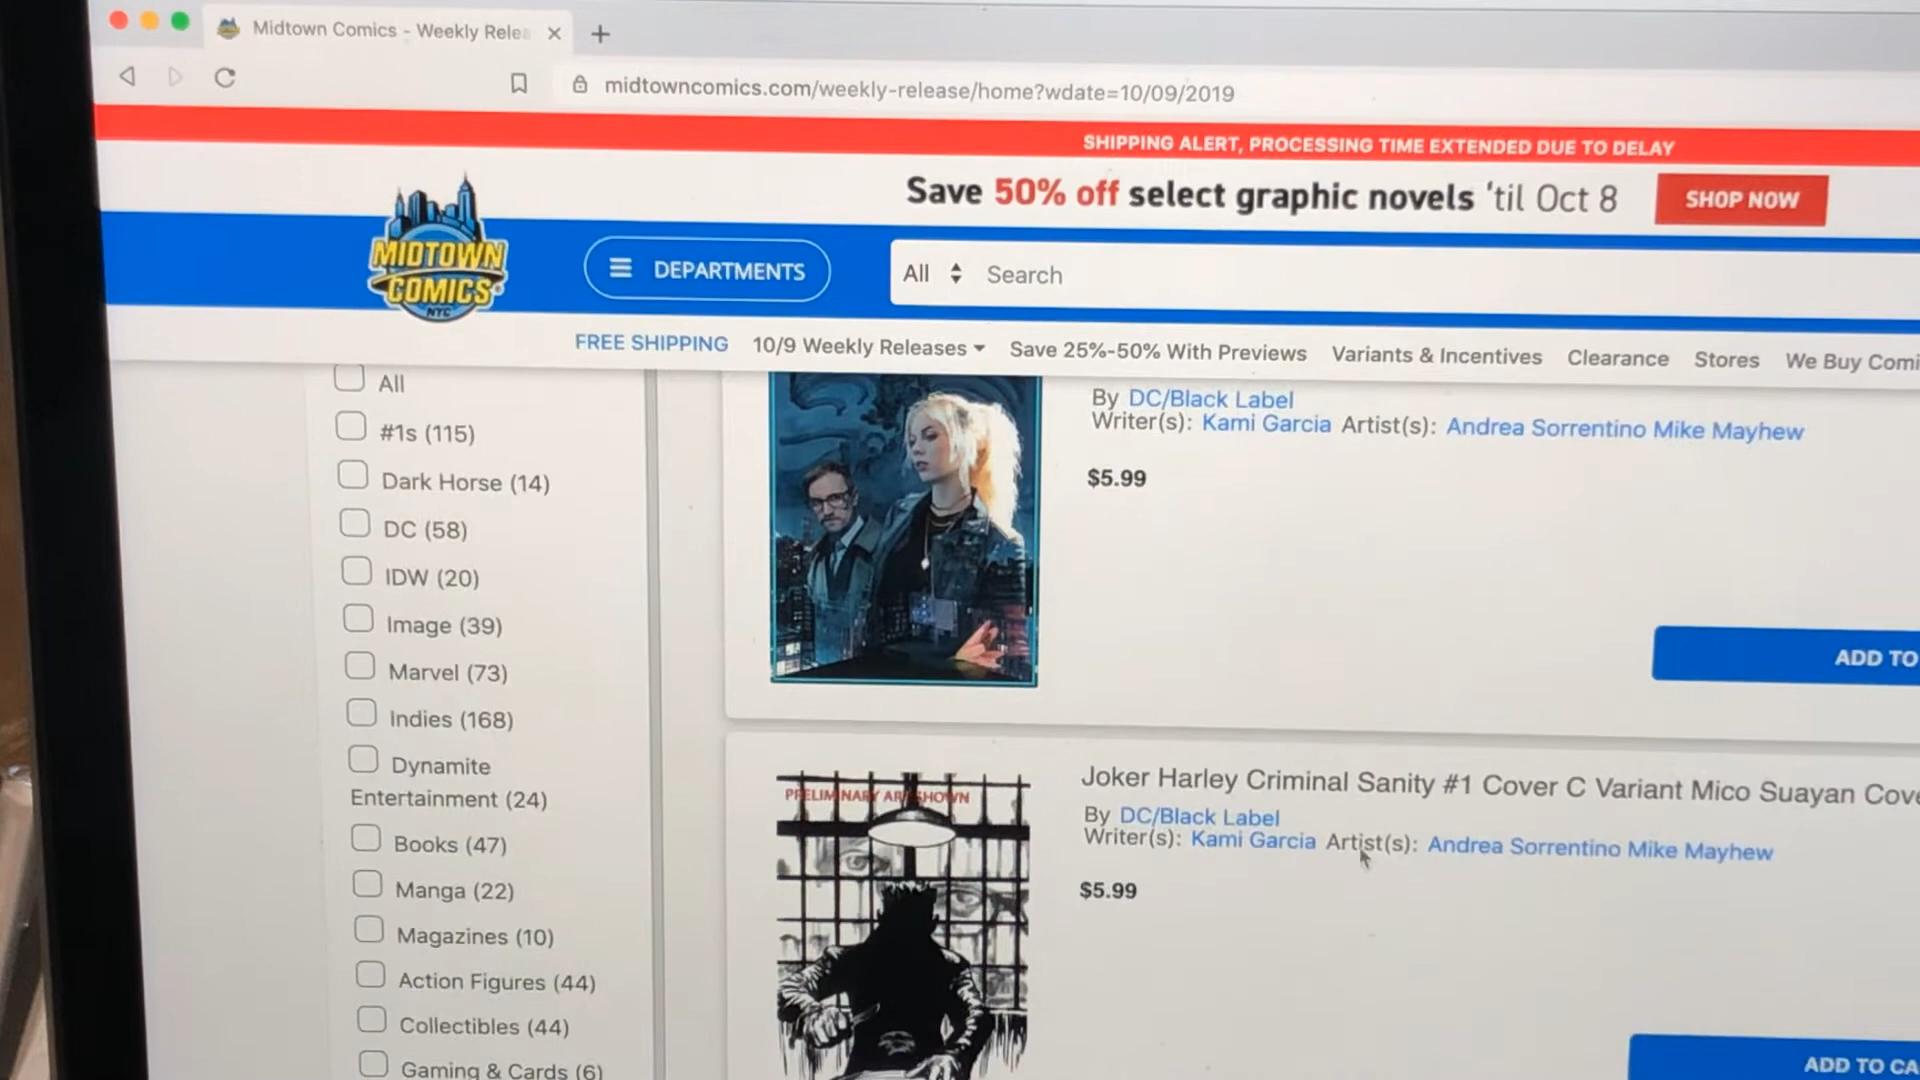 Midtown Comics - Weekly Relea
midtowncomics.com/weekly-release/home?wdate=10/09/2019
SHIPPING ALERT, PROCESSING TIME EXTENDED DUE TO DELAY
Save 50% off select graphic novels 'til Oct 8
SHOP NOW
MIDTOWN
COMICS
NYC
DEPARTMENTS
All
Search
FREE SHIPPING
10/9 Weekly Releases
Save 25%-50% With Previews
Variants & Incentives
Clearance
Stores
We Buy Comi
All
#1s (115)
Dark Horse (14)
DC (58)
IDW (20)
Image (39)
Marvel (73)
Indies (168)
Dynamite
Entertainment (24)
Books (47)
Manga (22)
Magazines (10)
Action Figures (44)
Collectibles (44)
Gaming & Cards (6)
By DC/Black Label
Writer(s): Kami Garcia Artist(s): Andrea Sorrentino Mike Mayhew
$5.99
ADD TO
PRELIMINARY ART SHOWN
Joker Harley Criminal Sanity #1 Cover C Variant Mico Suayan Cove
By DC/Black Label
Writer(s): Kami Garcia Artist(s): Andrea Sorrentino Mike Mayhew
$5.99
ADD TO CA